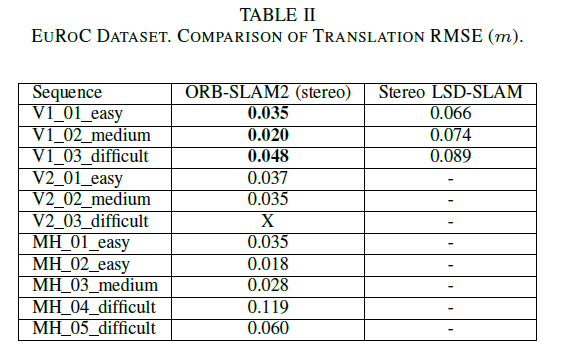 TABLE II
EUROC DATASET. COMPARISON OF TRANSLATION RMSE (m).
Sequence ORB-SLAM2 (stereo) Stereo LSD-SLAM
V1_01_easy 0.035 0.066
V1_02_medium 0.020 0.074
V1_03_difficult 0.048 0.089
V2_01_easy 0.037 -
V2_02_medium 0.035 -
V2_03_difficult X -
MH_01_easy 0.035 -
MH_02_easy 0.018 -
MH_03_medium 0.028 -
MH_04_difficult 0.119 -
MH_05_difficult 0.060 -